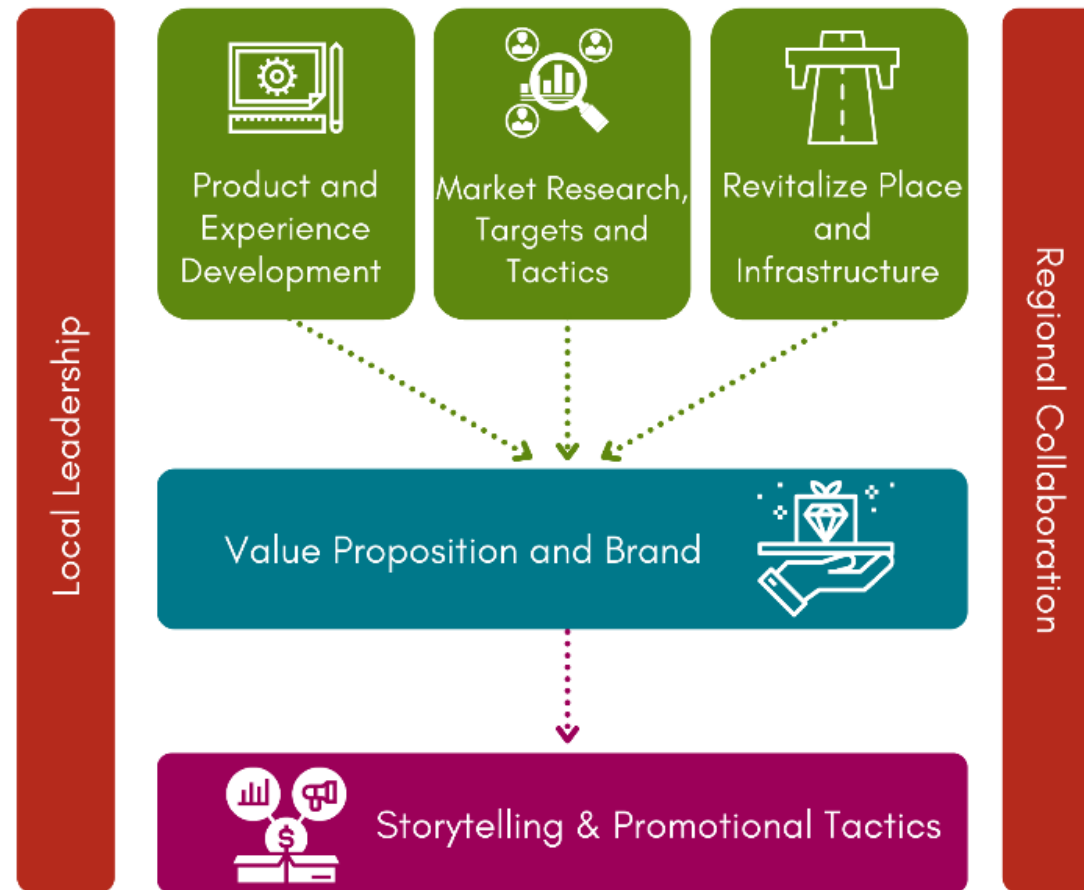 Local Leadership
Product and
Experience
Development
Market Research,
Targets and
Tactics
Revitalize Place
and
Infrastructure
Regional Collaboration
Value Proposition and Brand
$
Storytelling & Promotional Tactics